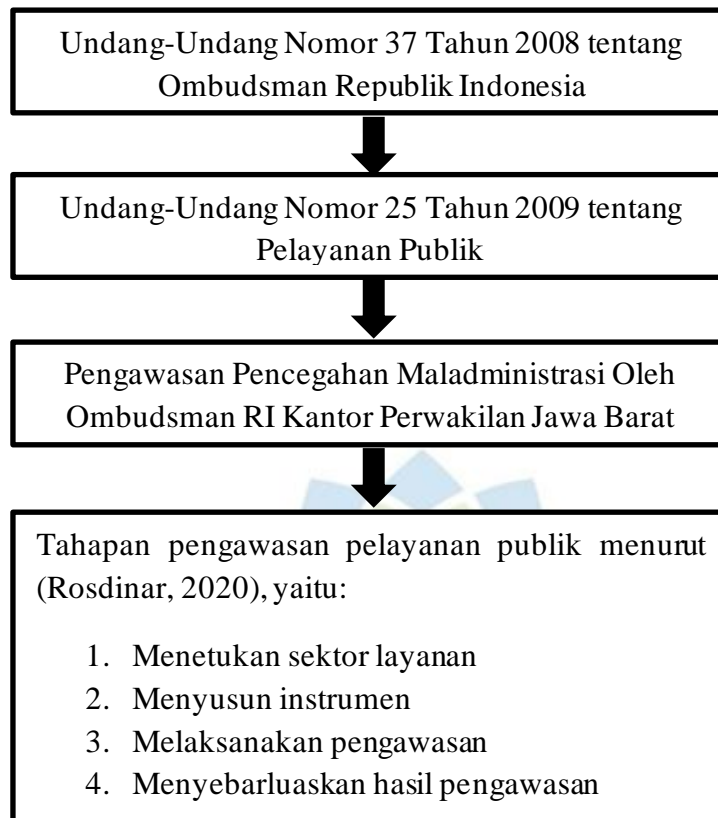 Undang-Undang Nomor 37 Tahun 2008 tentang
Ombudsman Republik Indonesia
Undang-Undang Nomor 25 Tahun 2009 tentang
Pelayanan Publik
Pengawasan Pencegahan Maladministrasi Oleh
Ombudsman RI Kantor Perwakilan Jawa Barat
Tahapan pengawasan pelayanan publik menurut
(Rosdinar, 2020), yaitu:
1. Menetukan sektor layanan
2. Menyusun instrumen
3. Melaksanakan pengawasan
4. Menyebarluaskan hasil pengawasan